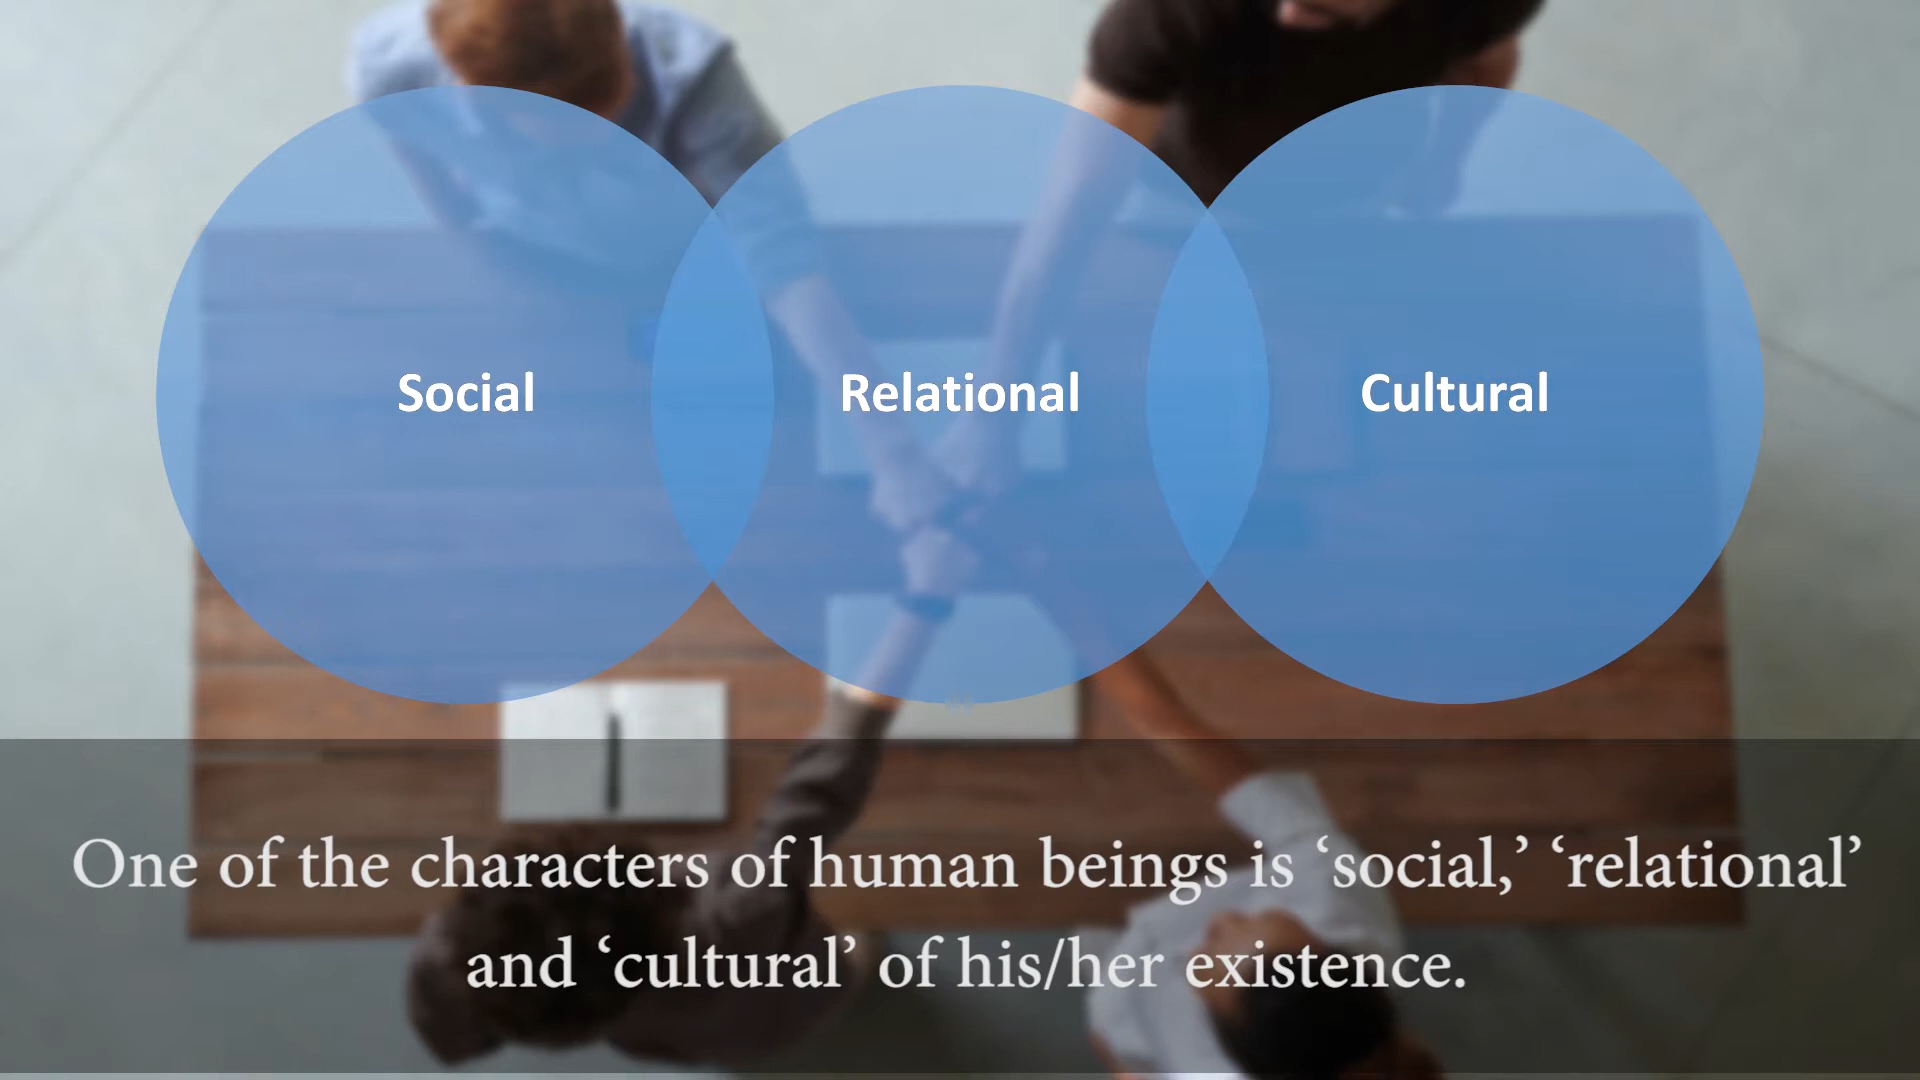 Social
Relational
Cultural
One of the characters of human beings is ‘social,’ ‘relational’
and ‘cultural’ of his/her existence.